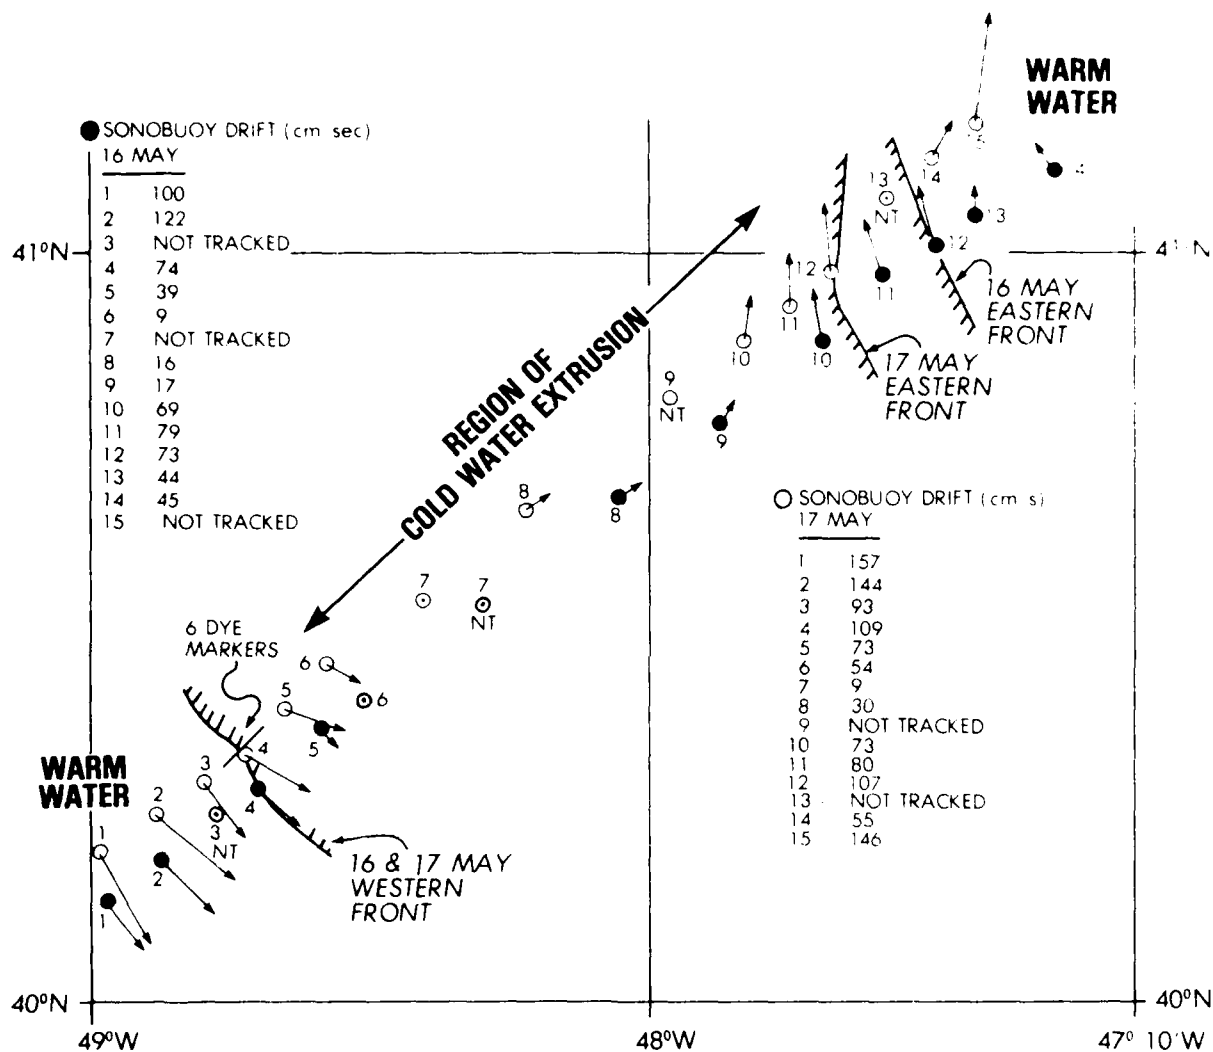 WARM
WATER
SONOBUOY DRIFT (cm sec)
16 MAY
1 100
2 122
3 NOT TRACKED
4 74
5 39
6 9
7 NOT TRACKED
8 16
9 17
10 69
11 79
12 73
13 44
14 45
15 NOT TRACKED
15
14
4
13
NT
13
12
41°N
41°N
12
11
16 MAY
EASTERN
FRONT
11
10
10
17 MAY
EASTERN
FRONT
REGION OF
COLD WATER EXTRUSION
9
NT
9
8
8
SONOBUOY DRIFT (cm s)
17 MAY
1 157
2 144
3 93
4 109
5 73
6 54
7 9
8 30
9 NOT TRACKED
10 73
11 80
12 107
13 NOT TRACKED
14 55
15 146
7
7
NT
6 DYE
MARKERS
6
6
5
5
4
4
WARM
WATER
3
3
NT
2
2
1
1
16 & 17 MAY
WESTERN
FRONT
40°N
40°N
49°W
48°W
47° 10'W